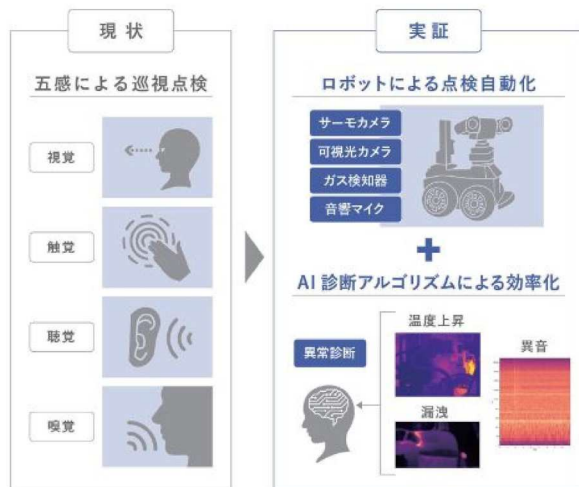 現状
五感による巡視点検
視覚
触覚
聴覚
嗅覚
実証
ロボットによる点検自動化
サーモカメラ
可視光カメラ
ガス検知器
音響マイク
AI診断アルゴリズムによる効率化
異常診断
温度上昇
漏洩
異音